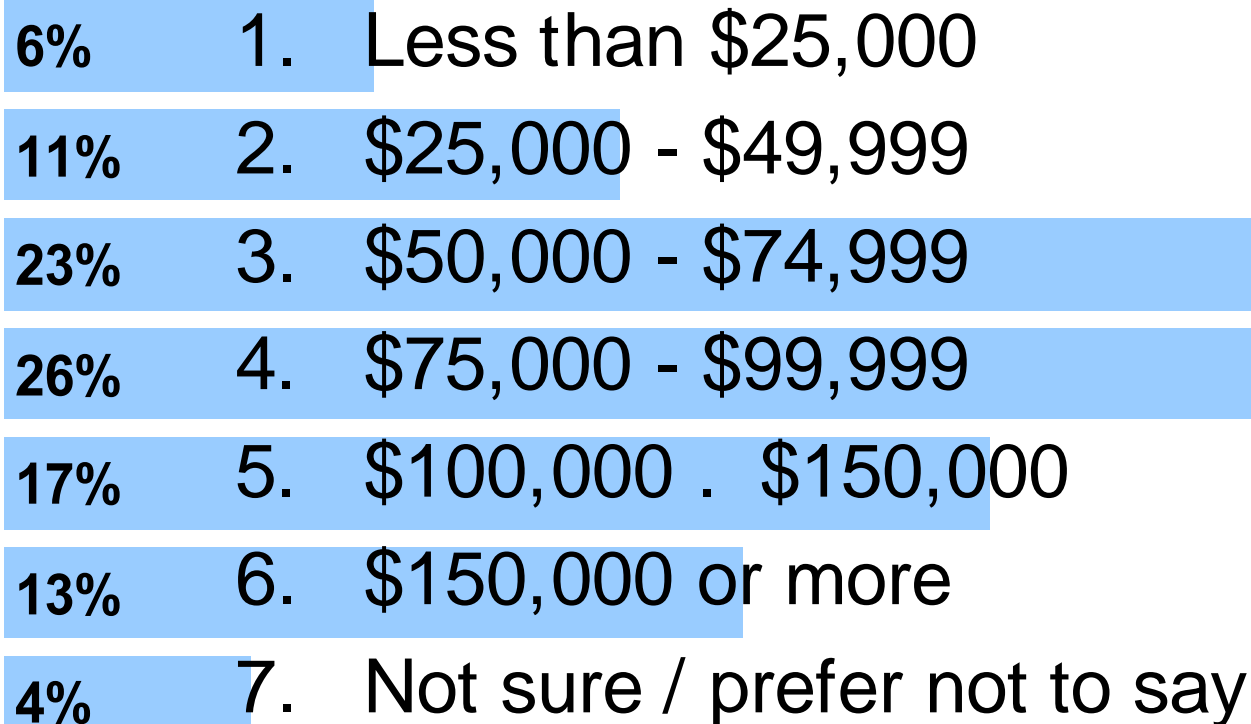 6% 1. Less than $25,000
11% 2. $25,000 - $49,999
23% 3. $50,000 - $74,999
26% 4. $75,000 - $99,999
17% 5. $100,000 . $150,000
13% 6. $150,000 or more
4% 7. Not sure / prefer not to say